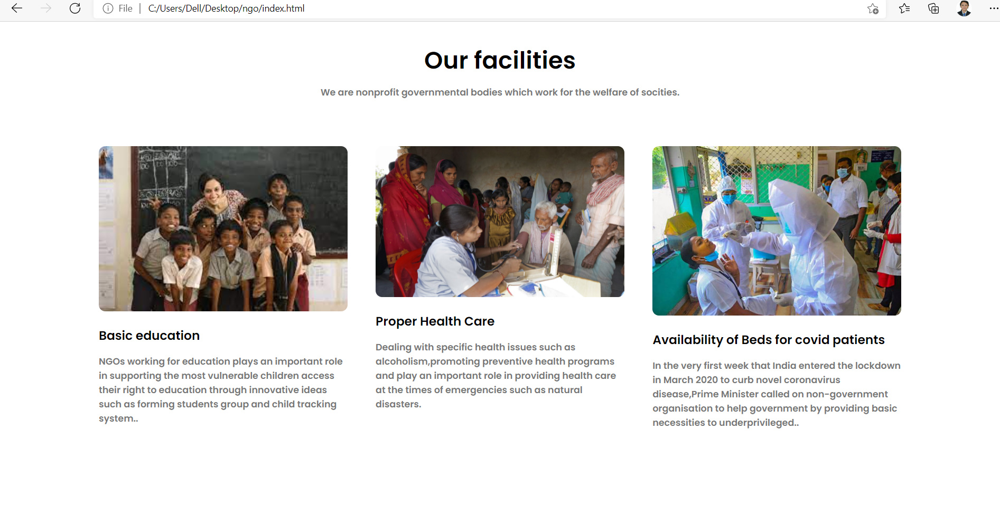 File | C:/Users/Dell/Desktop/ngo/index.html
Our facilities
We are nonprofit governmental bodies which work for the welfare of socities.
Basic education
NGOs working for education plays an important role
in supporting the most vulnerable children access
their right to education through innovative ideas
such as forming students group and child tracking
system..
Proper Health Care
Dealing with specific health issues such as
alcoholism,promoting preventive health programs
and play an important role in providing health care
at the times of emergencies such as natural
disasters.
Availability of Beds for covid patients
In the very first week that India entered the lockdown
in March 2020 to curb novel coronavirus
disease,Prime Minister called on non-government
organisation to help government by providing basic
necessities to underprivileged..